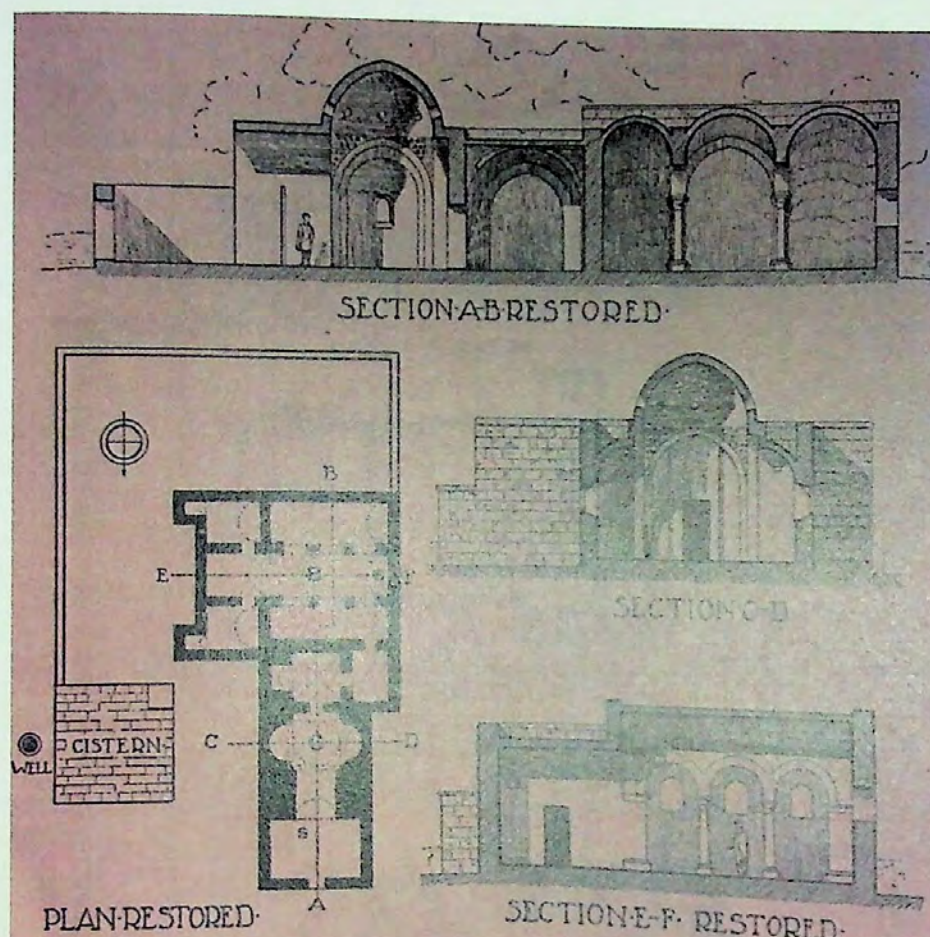 SECTION·A·B·RESTORED·
B
E
F
C
D
CISTERN
WELL
S
A
PLAN·RESTORED·
SECTION·C-D
SECTION·E-F· RESTORED·